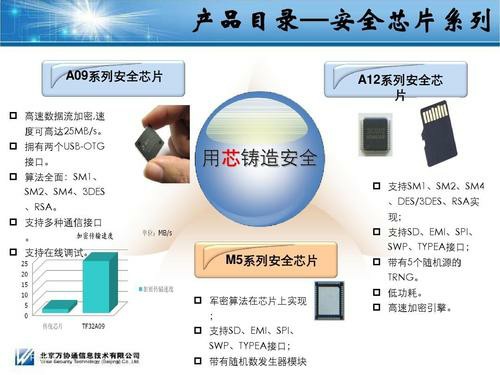 产品目录—安全芯片系列
A09系列安全芯片
高速数据流加密,速
度可高达25MB/s。
拥有两个USB-OTG
接口。
算法全面：SM1、
SM2、SM4、3DES
、RSA。
支持多种通信接口
。
支持在线调试。
加密传输速度
单位：MB/s
25
20
15
10
5
0
传统芯片
TF32A09
加密传输速度
用芯铸造安全
M5系列安全芯片
军密算法在芯片上实现
；
支持SD、EMI、SPI、
SWP、TYPEA接口；
带有随机数发生器模块
A12系列安全芯
片
支持SM1、SM2、SM4
、DES/3DES、RSA实
现；
支持SD、EMI、SPI、
SWP、TYPEA接口；
带有5个随机源的
TRNG。
低功耗。
高速加密引擎。
北京万协通信息技术有限公司
Wise Security Technology (Beijing) Co., Ltd